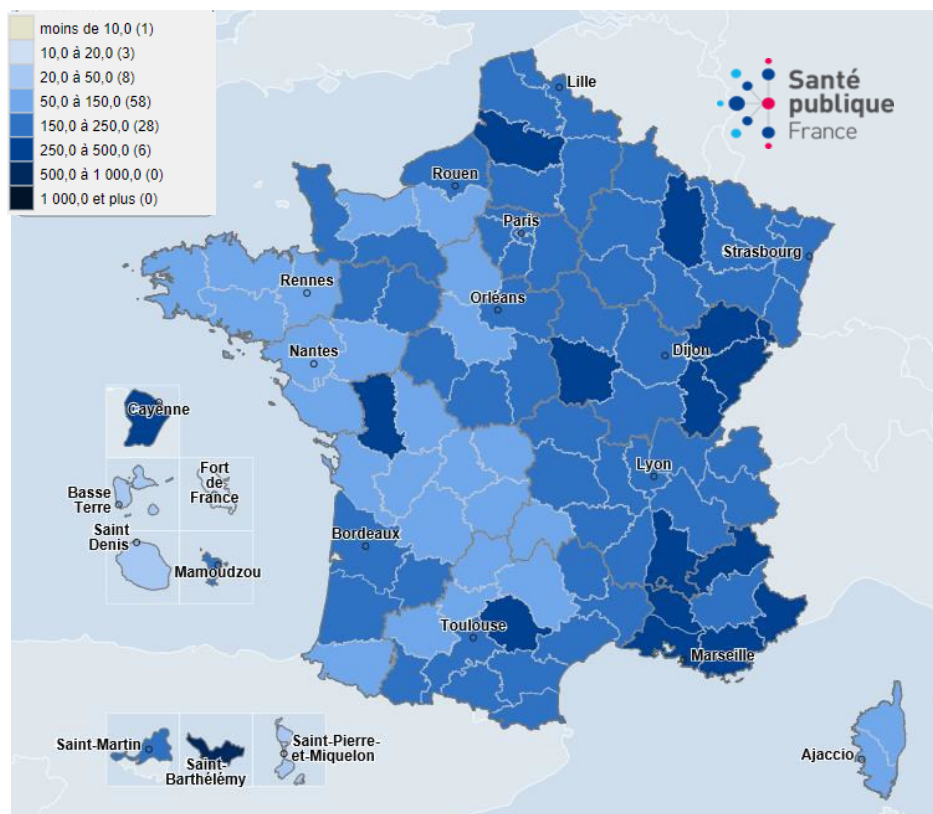 moins de 10,0 (1)
10,0 à 20,0 (3)
20,0 à 50,0 (8)
50,0 à 150,0 (58)
150,0 à 250,0 (28)
250,0 à 500,0 (6)
500,0 à 1 000,0 (0)
1 000,0 et plus (0)
Santé
publique
France
Lille
Rouen
Paris
Strasbourg
Rennes
Orléans
Nantes
Dijon
Cayenne
Lyon
Basse
Terre
Fort
de
France
Saint
Denis
Mamoudzou
Bordeaux
Toulouse
Marseille
Saint-Martin
Saint-
Barthélémy
Saint-Pierre-
et-Miquelon
Ajaccio